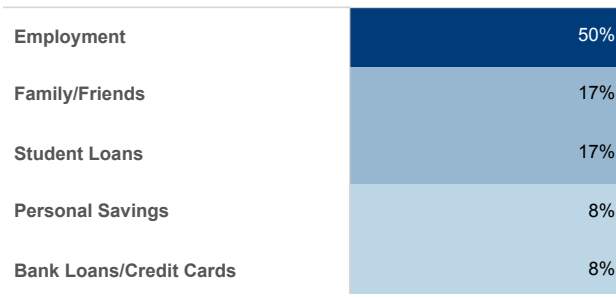 Employment 50%
Family/Friends 17%
Student Loans 17%
Personal Savings 8%
Bank Loans/Credit Cards 8%